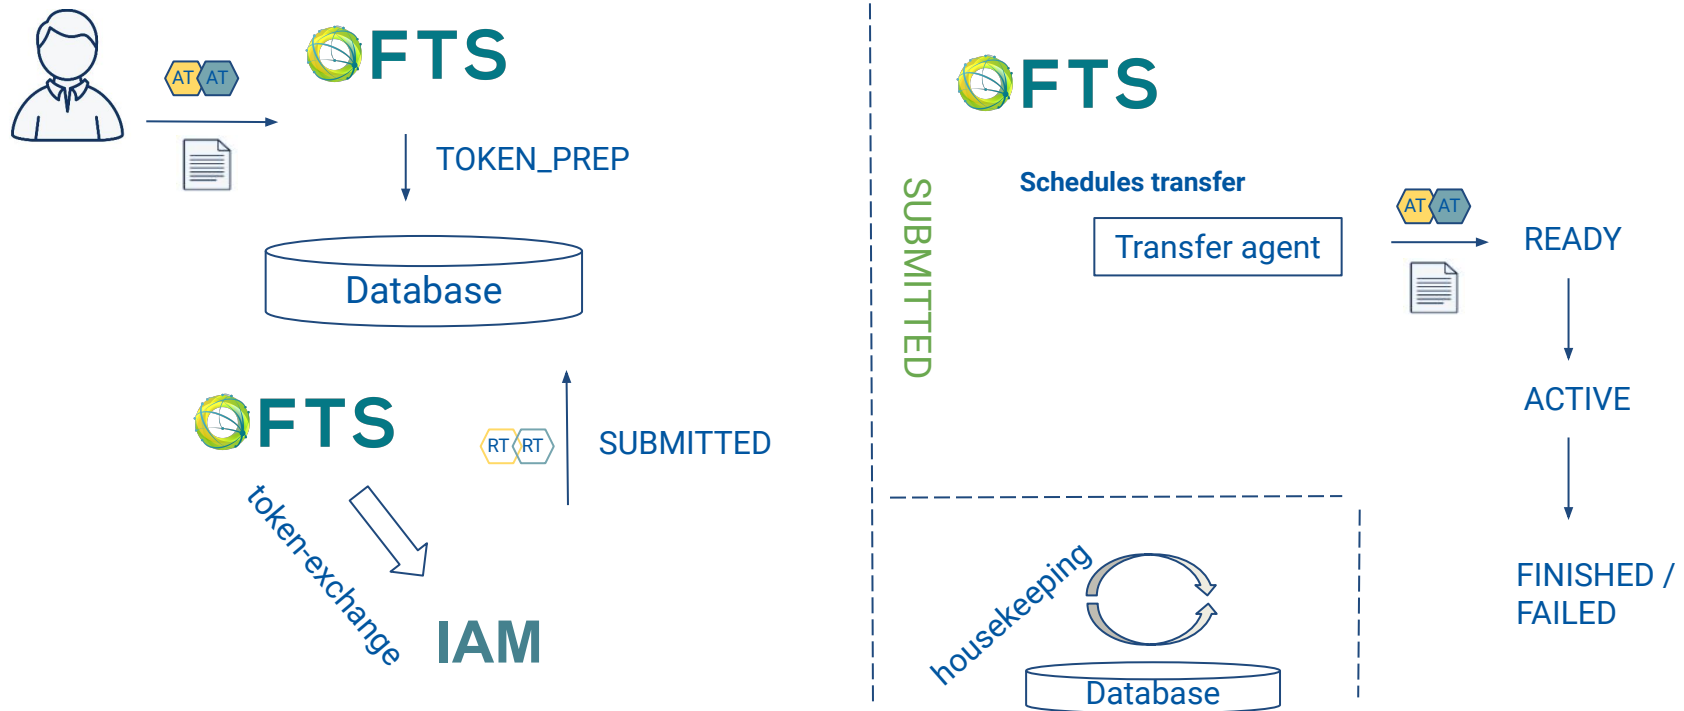 AT AT
FTS
TOKEN_PREP
Database
FTS
RT RT
SUBMITTED
token-exchange
IAM
SUBMITTED
FTS
Schedules transfer
Transfer agent
AT AT
READY
ACTIVE
FINISHED /
FAILED
housekeeping
Database